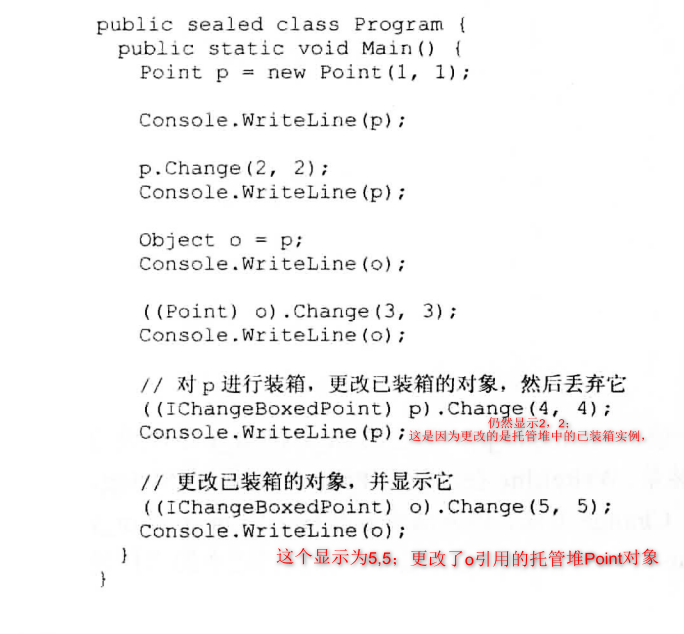 public sealed class Program {
public static void Main() {
Point p = new Point(1, 1);
Console.WriteLine(p);
p.Change(2, 2);
Console.WriteLine(p);
Object o = p;
Console.WriteLine(o);
((Point) o).Change(3, 3);
Console.WriteLine(o);
// 对 p 进行装箱，更改已装箱的对象，然后丢弃它
((IChangeBoxedPoint) p).Change(4, 4);
仍然显示2，2；
Console.WriteLine(p);这是因为更改的是托管堆中的已装箱实例，
// 更改已装箱的对象，并显示它
((IChangeBoxedPoint) o).Change(5, 5);
Console.WriteLine(o);
}
这个显示为5,5；更改了o引用的托管堆Point对象
}